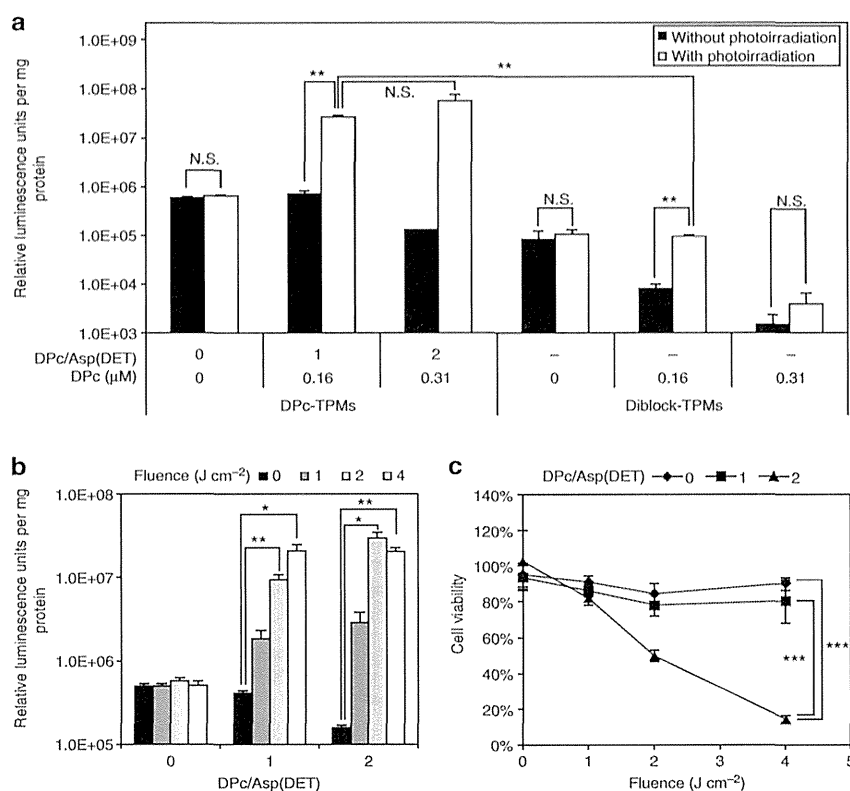 a
1.0E+09
1.0E+08
1.0E+07
1.0E+06
1.0E+05
1.0E+04
1.0E+03
Relative luminescence units per mg
protein
Without photoirradiation
With photoirradiation
N.S.
**
N.S.
**
N.S.
**
N.S.
DPc/Asp(DET) 0 1 2 – – –
DPc (μM) 0 0.16 0.31 0 0.16 0.31
DPc-TPMs Diblock-TPMs
b
Fluence (J cm⁻²) 0 1 2 4
1.0E+08
1.0E+07
1.0E+06
1.0E+05
Relative luminescence units per mg
protein
*
**
**
*
0 1 2
DPc/Asp(DET)
c
DPc/Asp(DET) 0 1 2
140%
120%
100%
80%
60%
40%
20%
0%
Cell viability
***
***
0 1 2 3 4 5
Fluence (J cm⁻²)